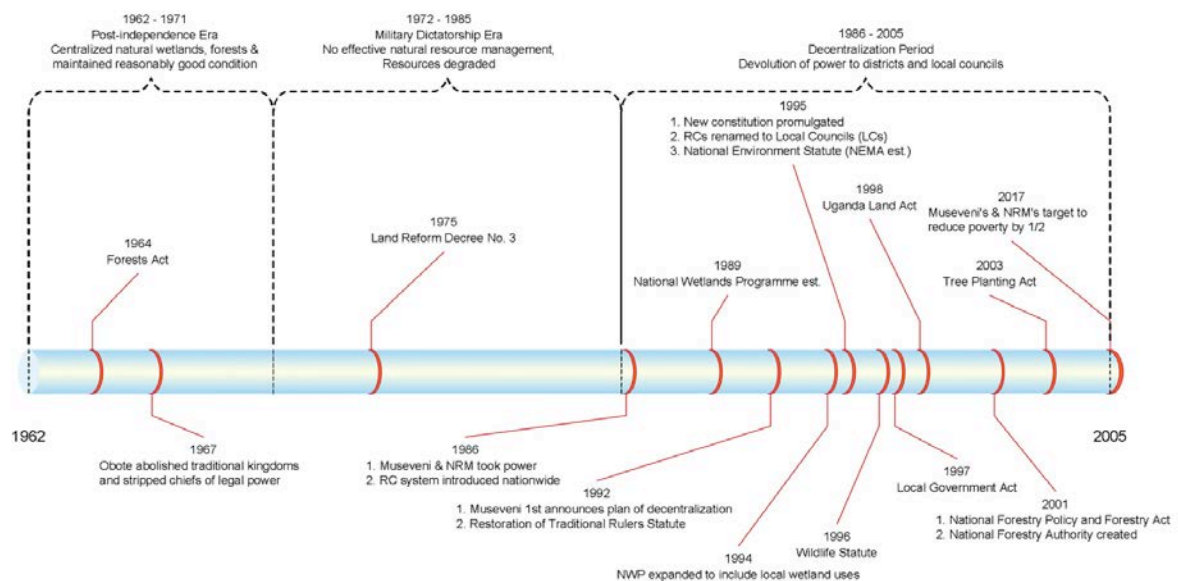 1962 - 1971
Post-independence Era
Centralized natural wetlands, forests &
maintained reasonably good condition
1972 - 1985
Military Dictatorship Era
No effective natural resource management,
Resources degraded
1986 - 2005
Decentralization Period
Devolution of power to districts and local councils
1995
1. New constitution promulgated
2. RCs renamed to Local Councils (LCs)
3. National Environment Statute (NEMA est.)
1998
Uganda Land Act
2017
Museveni's & NRM's target to
reduce poverty by 1/2
1975
Land Reform Decree No. 3
1964
Forests Act
1989
National Wetlands Programme est.
2003
Tree Planting Act
1962
2005
1967
Obote abolished traditional kingdoms
and stripped chiefs of legal power
1986
1. Museveni & NRM took power
2. RC system introduced nationwide
1992
1. Museveni 1st announces plan of decentralization
2. Restoration of Traditional Rulers Statute
1994
NWP expanded to include local wetland uses
1996
Wildlife Statute
1997
Local Government Act
2001
1. National Forestry Policy and Forestry Act
2. National Forestry Authority created